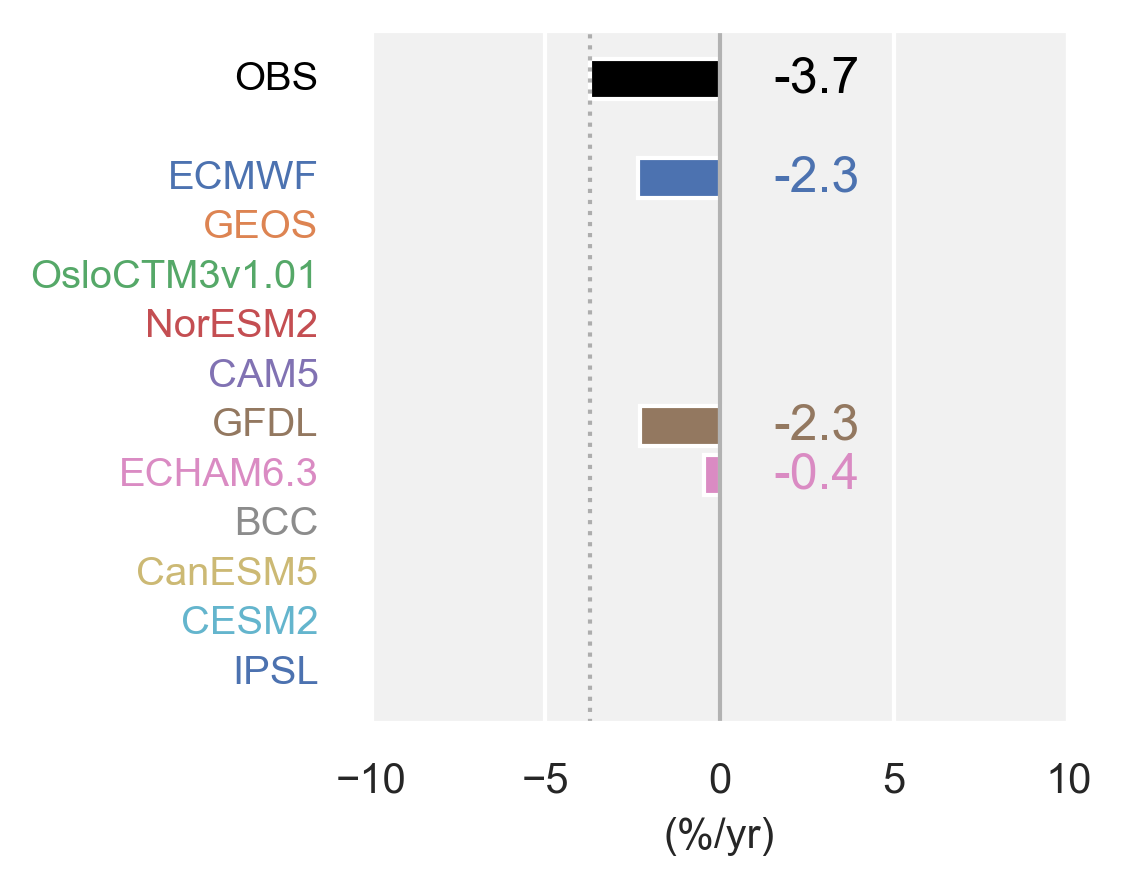 OBS -3.7
ECMWF -2.3
GEOS
OsloCTM3v1.01
NorESM2
CAM5
GFDL -2.3
ECHAM6.3 -0.4
BCC
CanESM5
CESM2
IPSL
−10 −5 0 5 10
(%/yr)